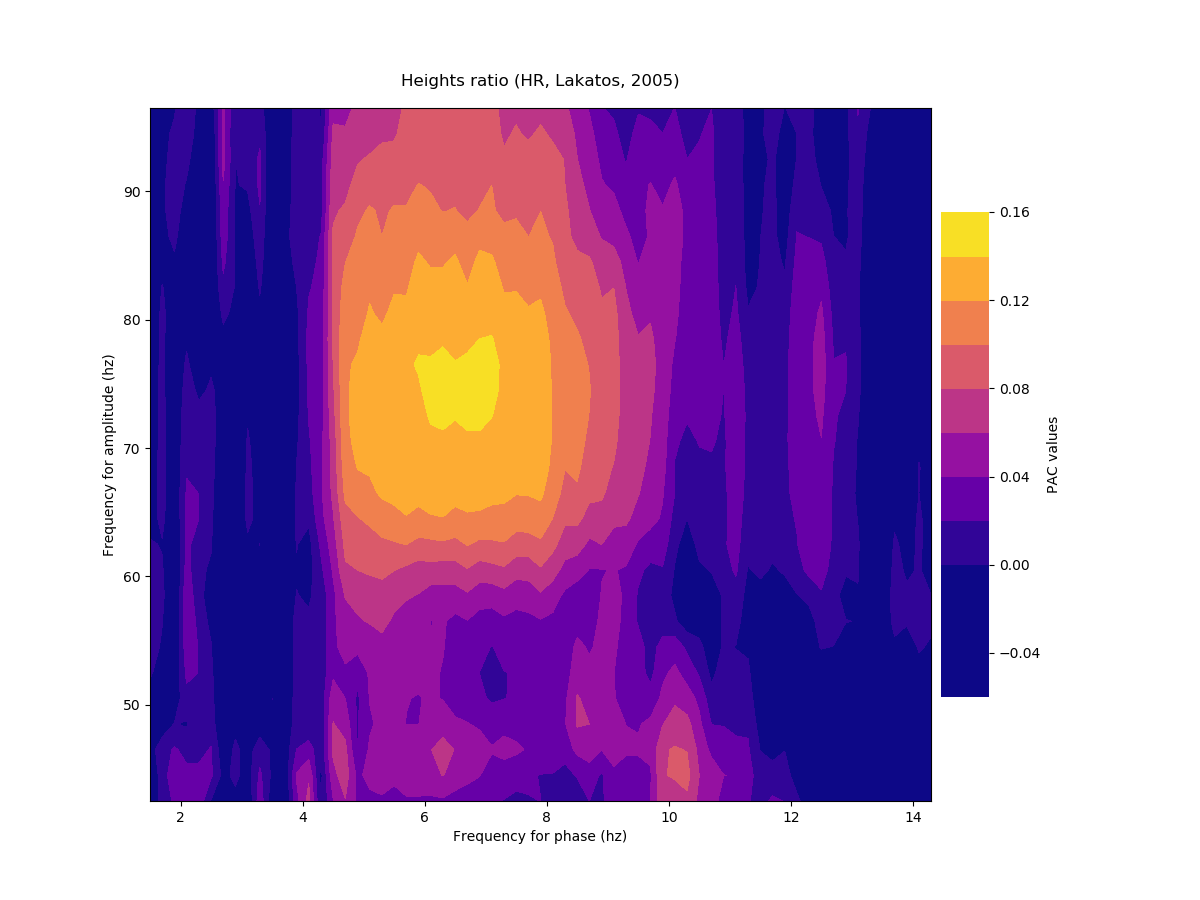 Heights ratio (HR, Lakatos, 2005)
90
80
70
60
50
Frequency for amplitude (hz)
2 4 6 8 10 12 14
Frequency for phase (hz)
0.16
0.12
0.08
0.04
0.00
−0.04
PAC values